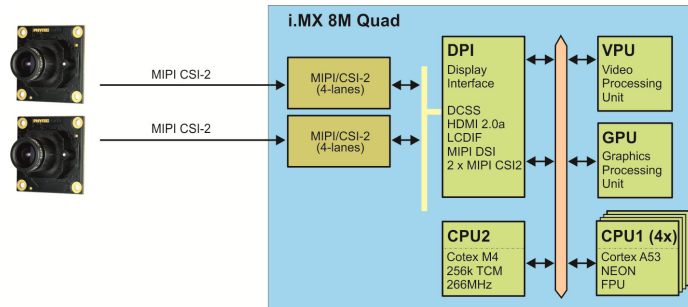 i.MX 8M Quad
PHYTEC
MIPI CSI-2
MIPI/CSI-2
(4-lanes)
PHYTEC
MIPI CSI-2
MIPI/CSI-2
(4-lanes)
DPI
Display
Interface
DCSS
HDMI 2.0a
LCDIF
MIPI DSI
2 x MIPI CSI2
VPU
Video
Processing
Unit
GPU
Graphics
Processing
Unit
CPU2
Cotex M4
256k TCM
266MHz
CPU1 (4x)
Cortex A53
NEON
FPU